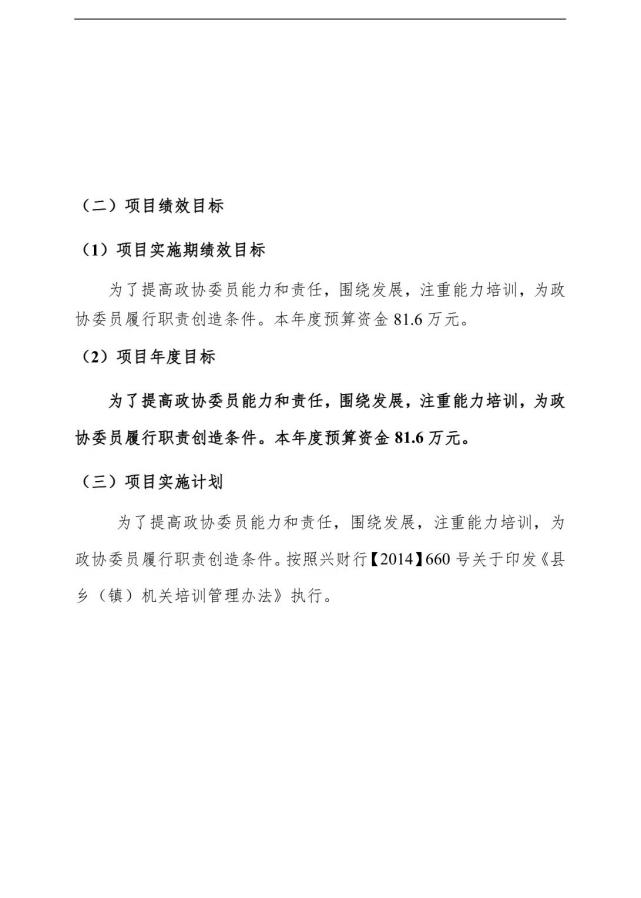 （二）项目绩效目标
（1）项目实施期绩效目标
为了提高政协委员能力和责任，围绕发展，注重能力培训，为政
协委员履行职责创造条件。本年度预算资金 81.6 万元。
（2）项目年度目标
为了提高政协委员能力和责任，围绕发展，注重能力培训，为政
协委员履行职责创造条件。本年度预算资金 81.6 万元。
（三）项目实施计划
为了提高政协委员能力和责任，围绕发展，注重能力培训，为
政协委员履行职责创造条件。按照兴财行【2014】660 号关于印发《县
乡（镇）机关培训管理办法》执行。